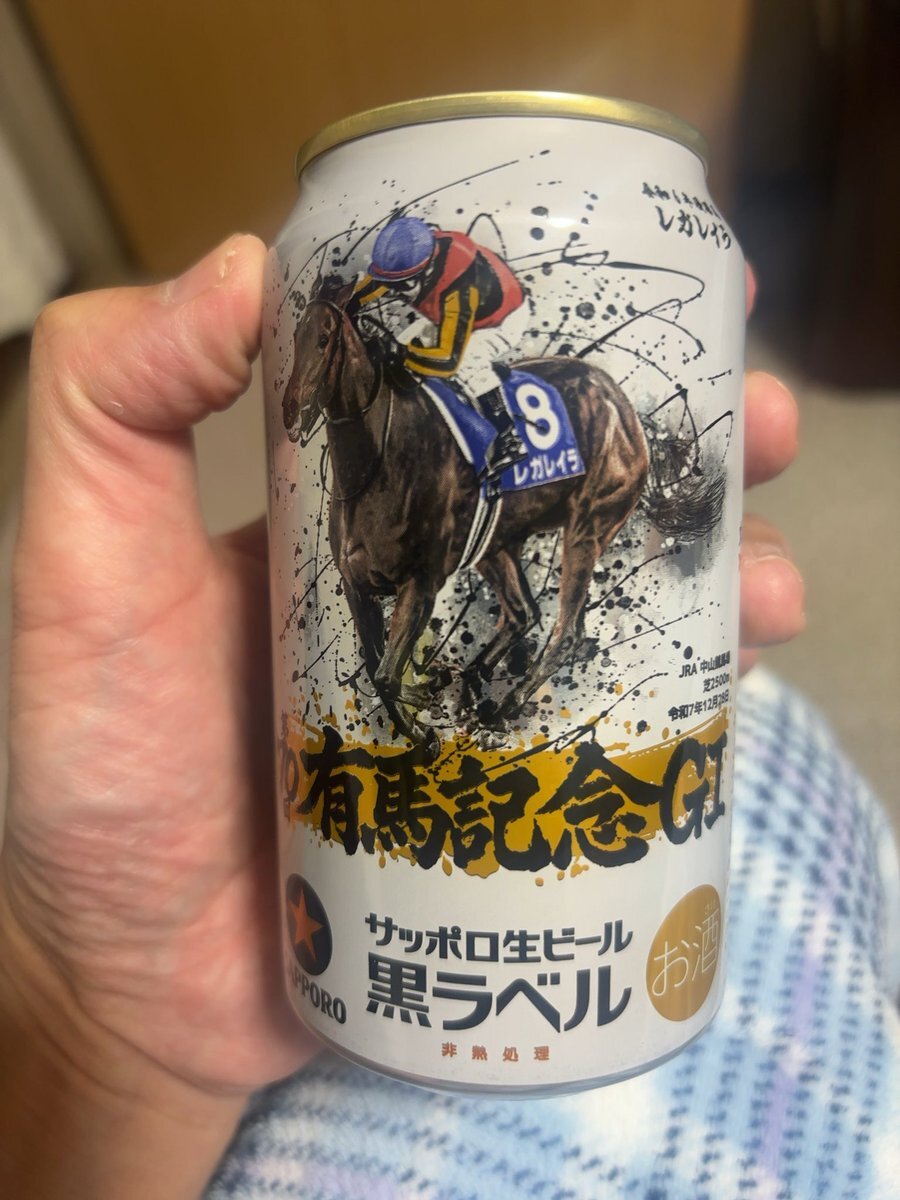 レガレイラ
8
レガレイラ
JRA 中山競馬場
芝2500m
令和7年12月28日
有馬記念GI
サッポロ生ビール
黒ラベル
SAPPORO
お酒
非熱処理